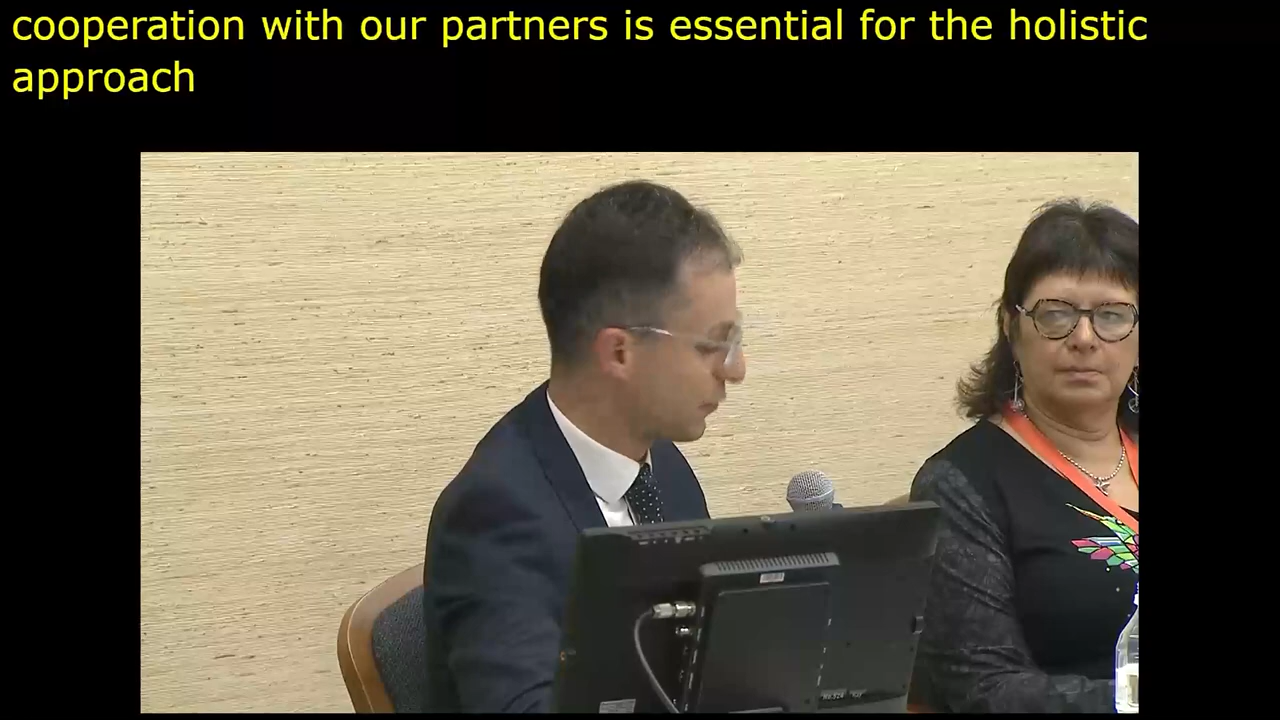 cooperation with our partners is essential for the holistic
approach